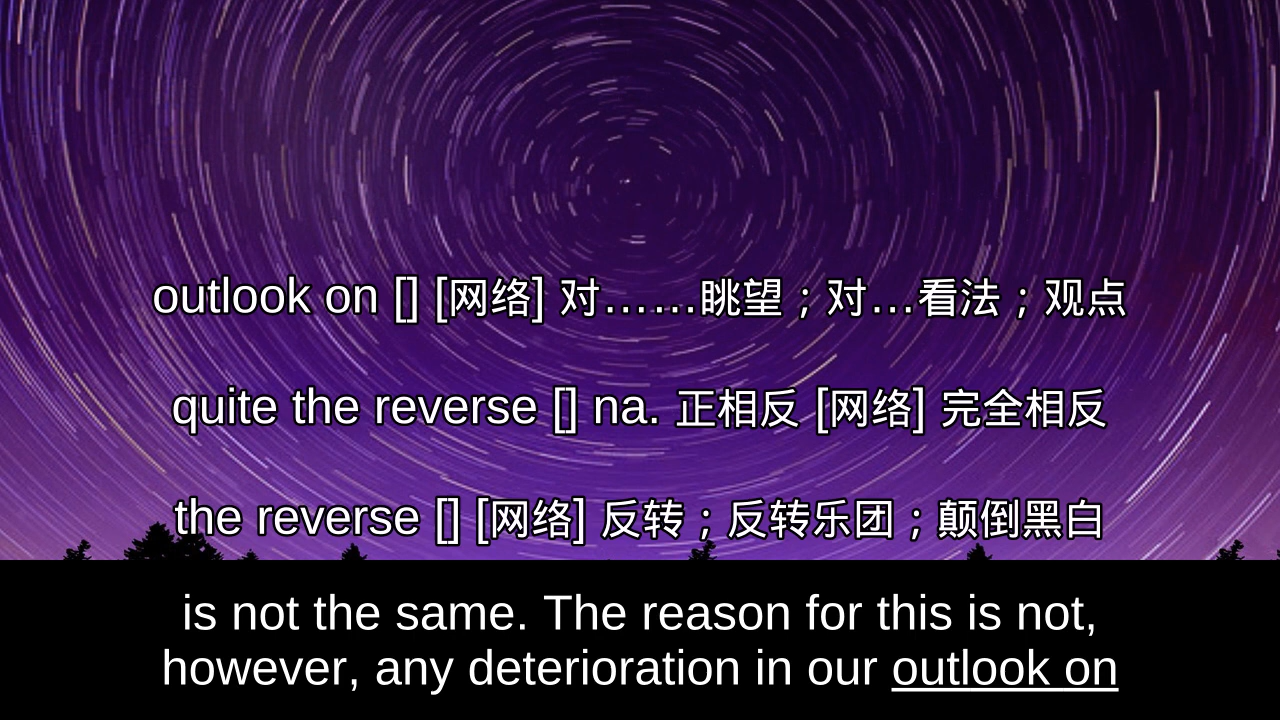 outlook on [] [网络] 对……眺望；对…看法；观点
quite the reverse [] na. 正相反 [网络] 完全相反
the reverse [] [网络] 反转；反转乐团；颠倒黑白
is not the same. The reason for this is not,
however, any deterioration in our outlook on